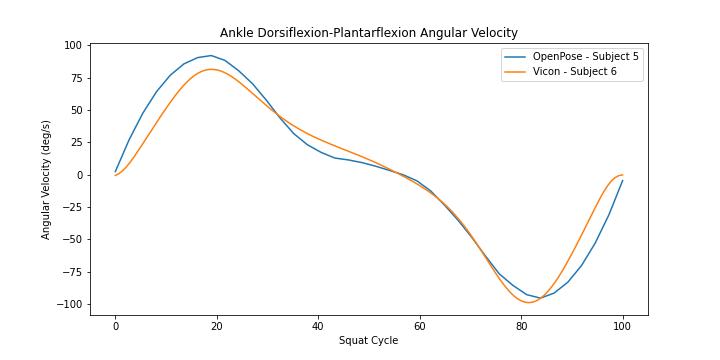 Ankle Dorsiflexion-Plantarflexion Angular Velocity
OpenPose - Subject 5
Vicon - Subject 6
Angular Velocity (deg/s)
100
75
50
25
0
−25
−50
−75
−100
0 20 40 60 80 100
Squat Cycle